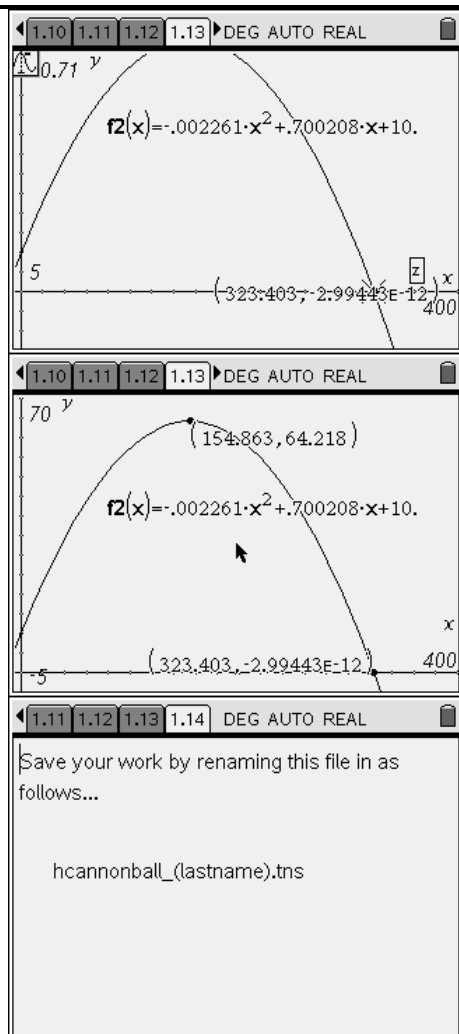 1.10 1.11 1.12 1.13 DEG AUTO REAL
0.71 y
f2(x)=-.002261·x²+.700208·x+10.
5
z
x
(323.403,-2.99443E-12)
400
1.10 1.11 1.12 1.13 DEG AUTO REAL
70 y
(154.863,64.218)
f2(x)=-.002261·x²+.700208·x+10.
x
(323.403,-2.99443E-12)
400
-5
1.11 1.12 1.13 1.14 DEG AUTO REAL
Save your work by renaming this file in as
follows...
hcannonball_(lastname).tns